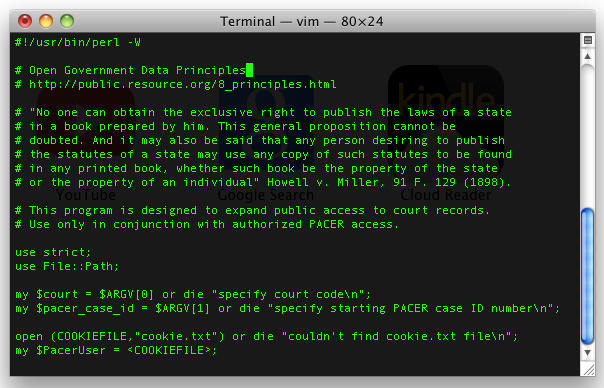 Terminal — vim — 80×24
#!/usr/bin/perl -W
# Open Government Data Principles
# http://public.resource.org/8_principles.html
# "No one can obtain the exclusive right to publish the laws of a state
# in a book prepared by him. This general proposition cannot be
# doubted. And it may also be said that any person desiring to publish
# the statutes of a state may use any copy of such statutes to be found
# in any printed book, whether such book be the property of the state
# or the property of an individual" Howell v. Miller, 91 F. 129 (1898).
YouTube Google Search Cloud Reader
kindle
# This program is designed to expand public access to court records.
# Use only in conjunction with authorized PACER access.
use strict;
use File::Path;
my $court = $ARGV[0] or die "specify court code\n";
my $pacer_case_id = $ARGV[1] or die "specify starting PACER case ID number\n";
open (COOKIEFILE,"cookie.txt") or die "couldn't find cookie.txt file\n";
my $PacerUser = <COOKIEFILE>;